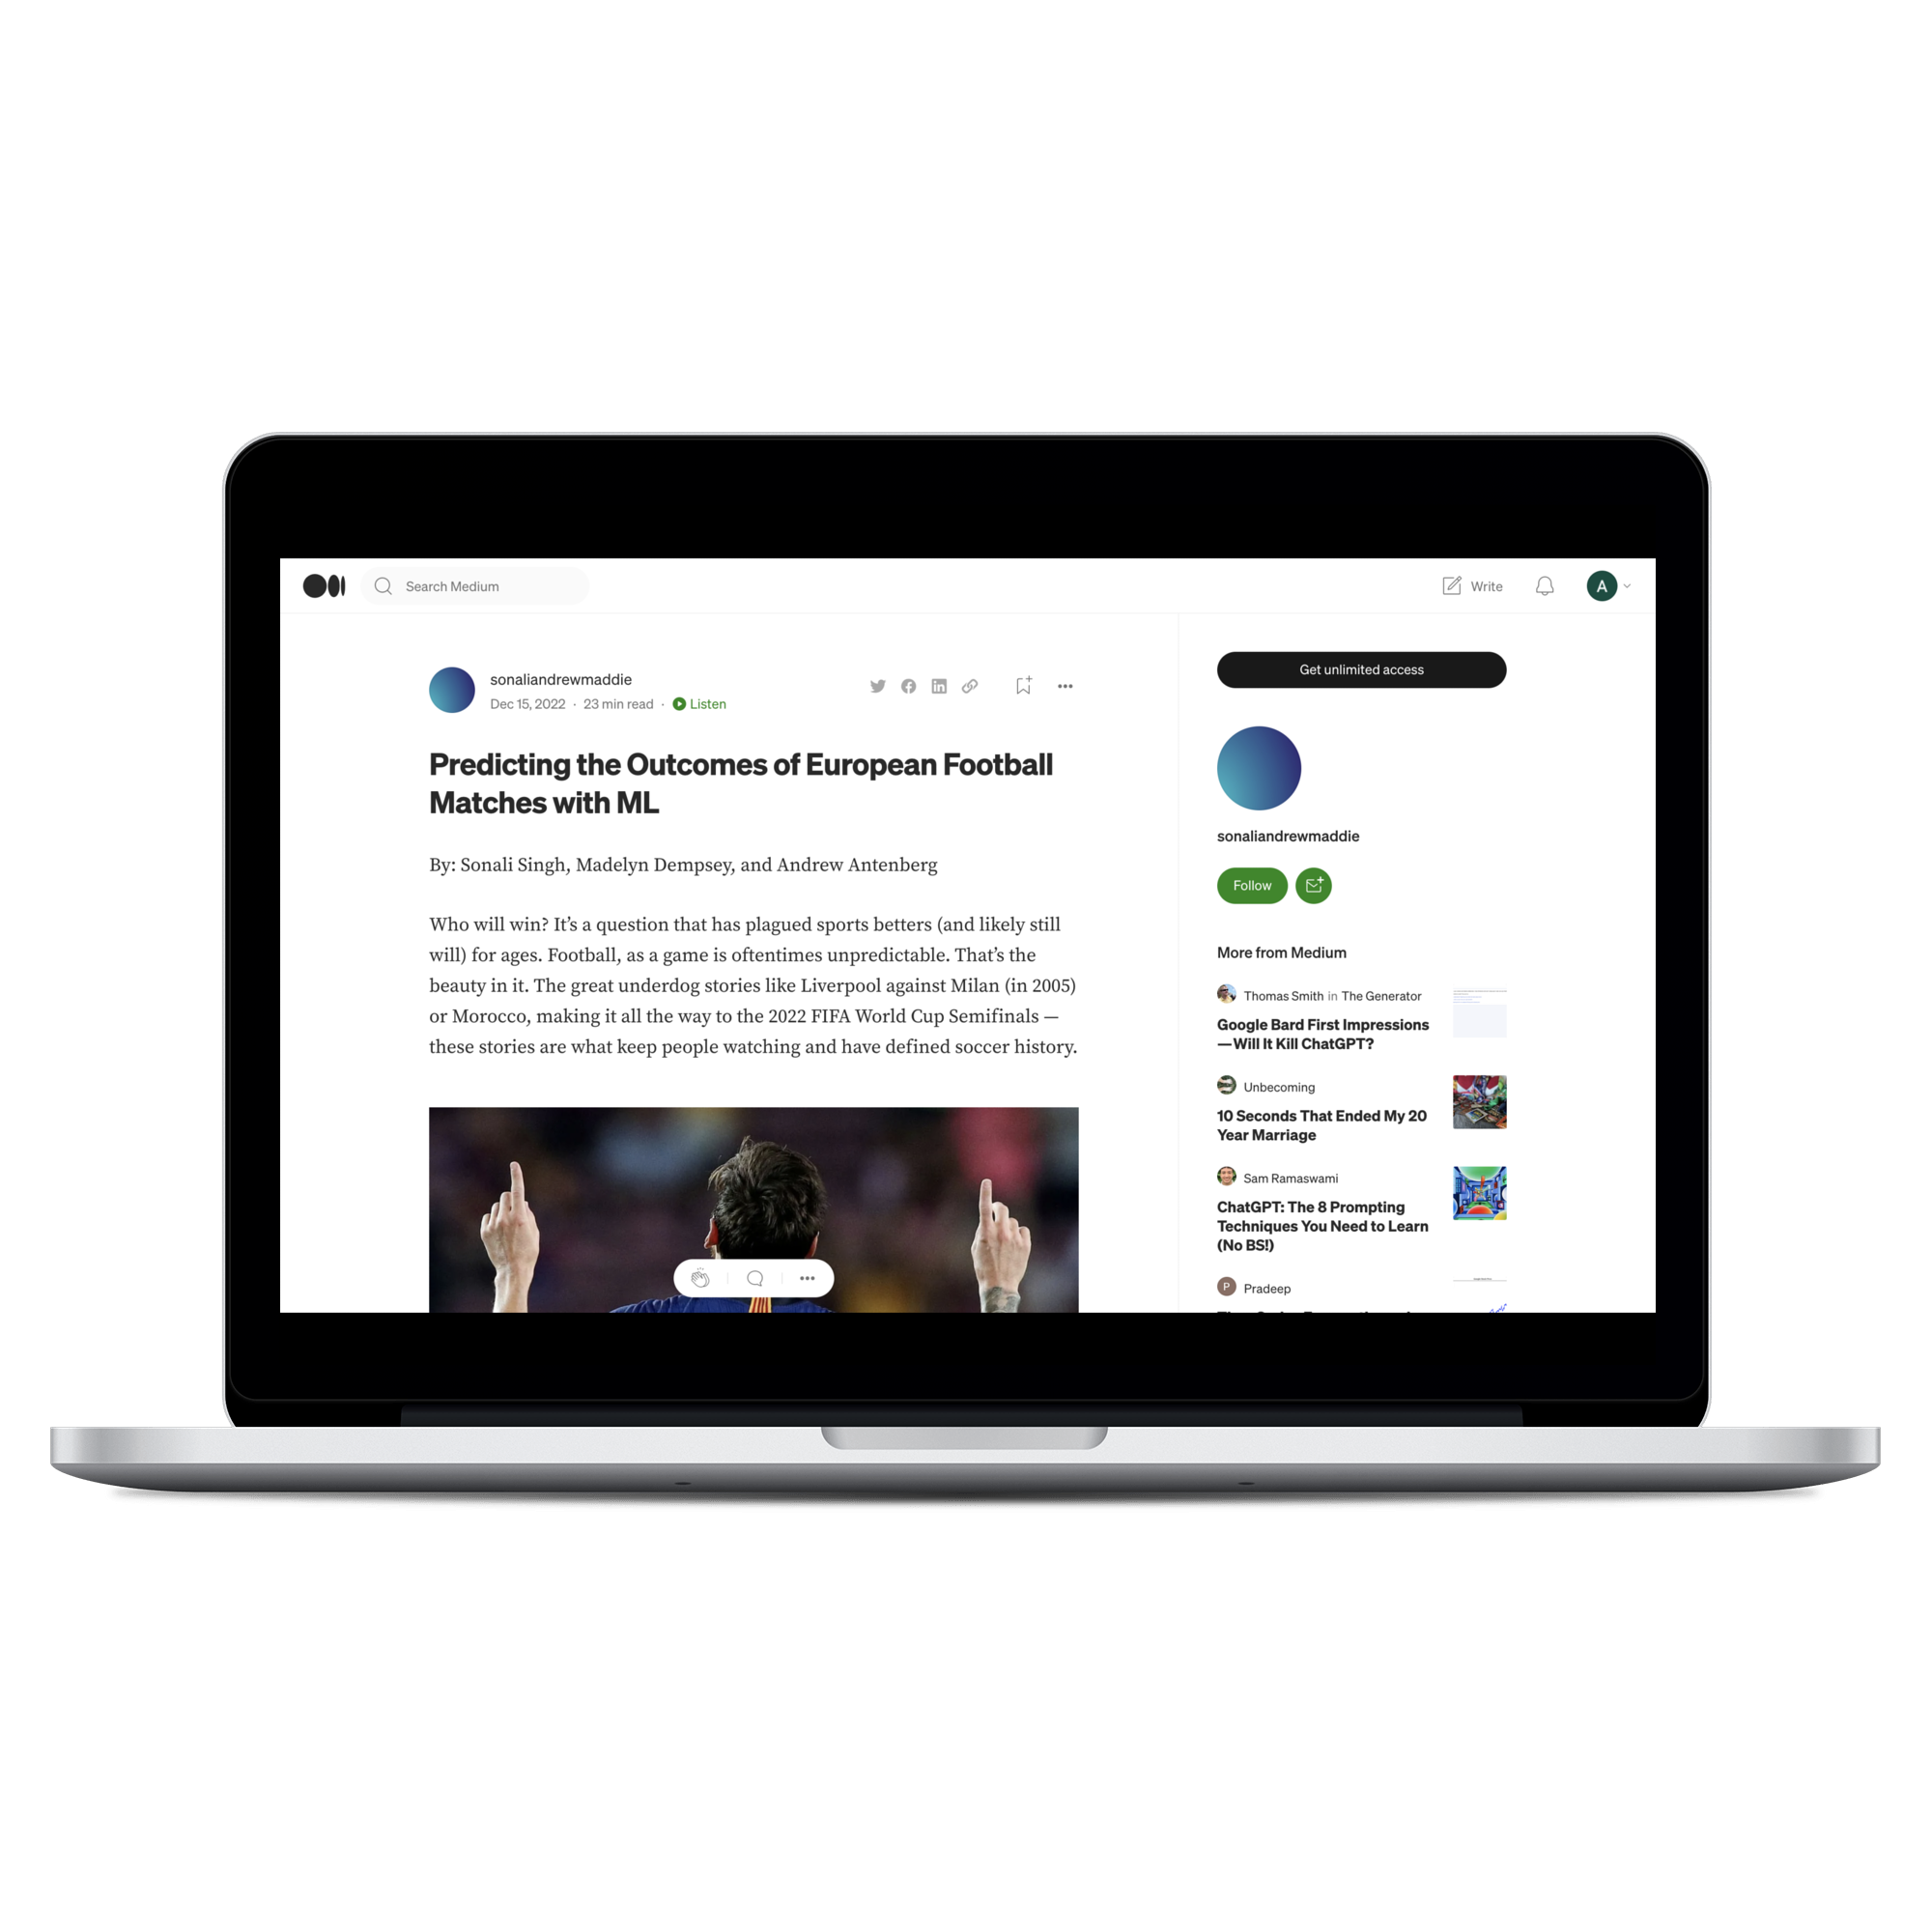 Search Medium
Write
A
sonaliandrewmaddie
Dec 15, 2022 · 23 min read · Listen
Predicting the Outcomes of European Football
Matches with ML
By: Sonali Singh, Madelyn Dempsey, and Andrew Antenberg
Who will win? It’s a question that has plagued sports betters (and likely still
will) for ages. Football, as a game is oftentimes unpredictable. That’s the
beauty in it. The great underdog stories like Liverpool against Milan (in 2005)
or Morocco, making it all the way to the 2022 FIFA World Cup Semifinals —
these stories are what keep people watching and have defined soccer history.
Get unlimited access
sonaliandrewmaddie
Follow
More from Medium
Thomas Smith in The Generator
Google Bard First Impressions
—Will It Kill ChatGPT?
Unbecoming
10 Seconds That Ended My 20
Year Marriage
Sam Ramaswami
ChatGPT: The 8 Prompting
Techniques You Need to Learn
(No BS!)
P
Pradeep